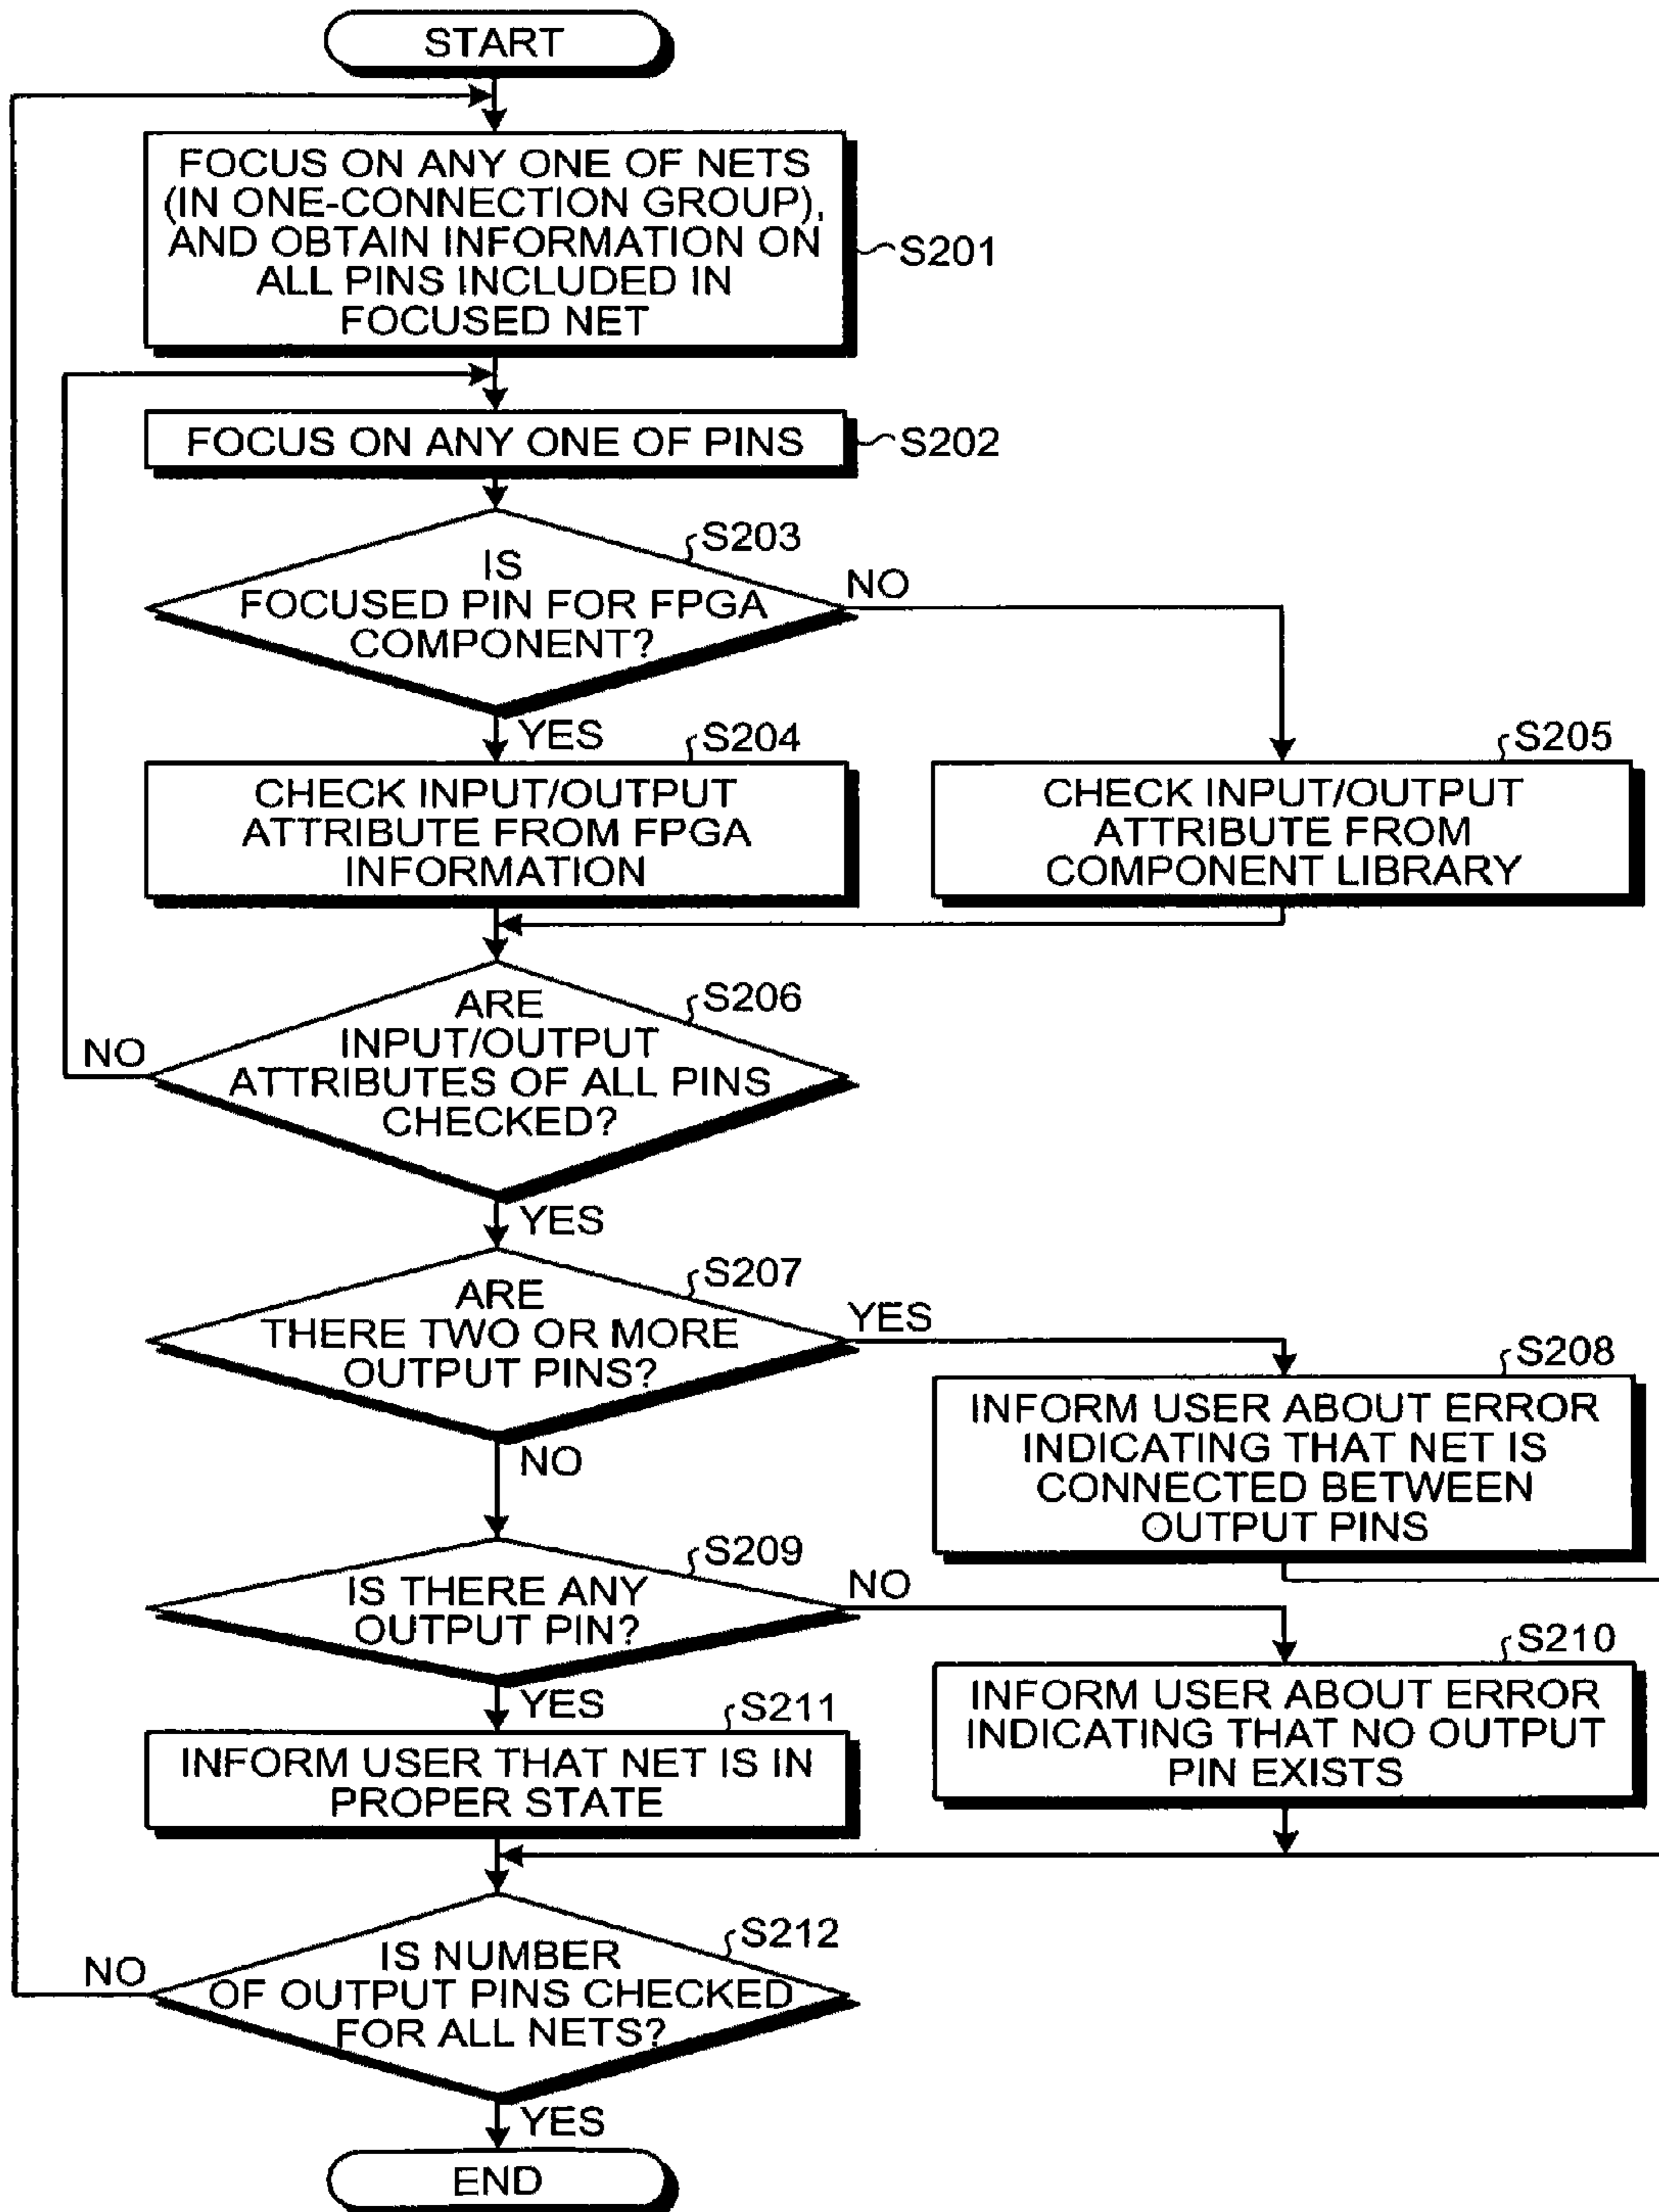 START
FOCUS ON ANY ONE OF NETS
(IN ONE-CONNECTION GROUP),
AND OBTAIN INFORMATION ON
ALL PINS INCLUDED IN
FOCUSED NET
S201
FOCUS ON ANY ONE OF PINS
S202
S203
IS
FOCUSED PIN FOR FPGA
COMPONENT?
NO
YES
S204
CHECK INPUT/OUTPUT
ATTRIBUTE FROM FPGA
INFORMATION
S205
CHECK INPUT/OUTPUT
ATTRIBUTE FROM
COMPONENT LIBRARY
S206
ARE
INPUT/OUTPUT
ATTRIBUTES OF ALL PINS
CHECKED?
NO
YES
S207
ARE
THERE TWO OR MORE
OUTPUT PINS?
YES
NO
S208
INFORM USER ABOUT ERROR
INDICATING THAT NET IS
CONNECTED BETWEEN
OUTPUT PINS
S209
IS THERE ANY
OUTPUT PIN?
NO
YES
S210
INFORM USER ABOUT ERROR
INDICATING THAT NO OUTPUT
PIN EXISTS
S211
INFORM USER THAT NET IS IN
PROPER STATE
S212
IS NUMBER
OF OUTPUT PINS CHECKED
FOR ALL NETS?
NO
YES
END